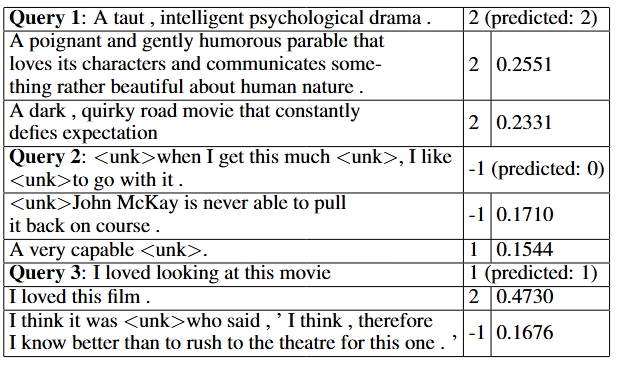 Query 1: A taut , intelligent psychological drama . 2 (predicted: 2)
A poignant and gently humorous parable that
loves its characters and communicates some-
thing rather beautiful about human nature . 2 0.2551
A dark , quirky road movie that constantly
defies expectation 2 0.2331
Query 2: <unk>when I get this much <unk>, I like
<unk>to go with it . -1 (predicted: 0)
<unk>John McKay is never able to pull
it back on course . -1 0.1710
A very capable <unk>. 1 0.1544
Query 3: I loved looking at this movie 1 (predicted: 1)
I loved this film . 2 0.4730
I think it was <unk>who said , ’ I think , therefore
I know better than to rush to the theatre for this one . ’ -1 0.1676